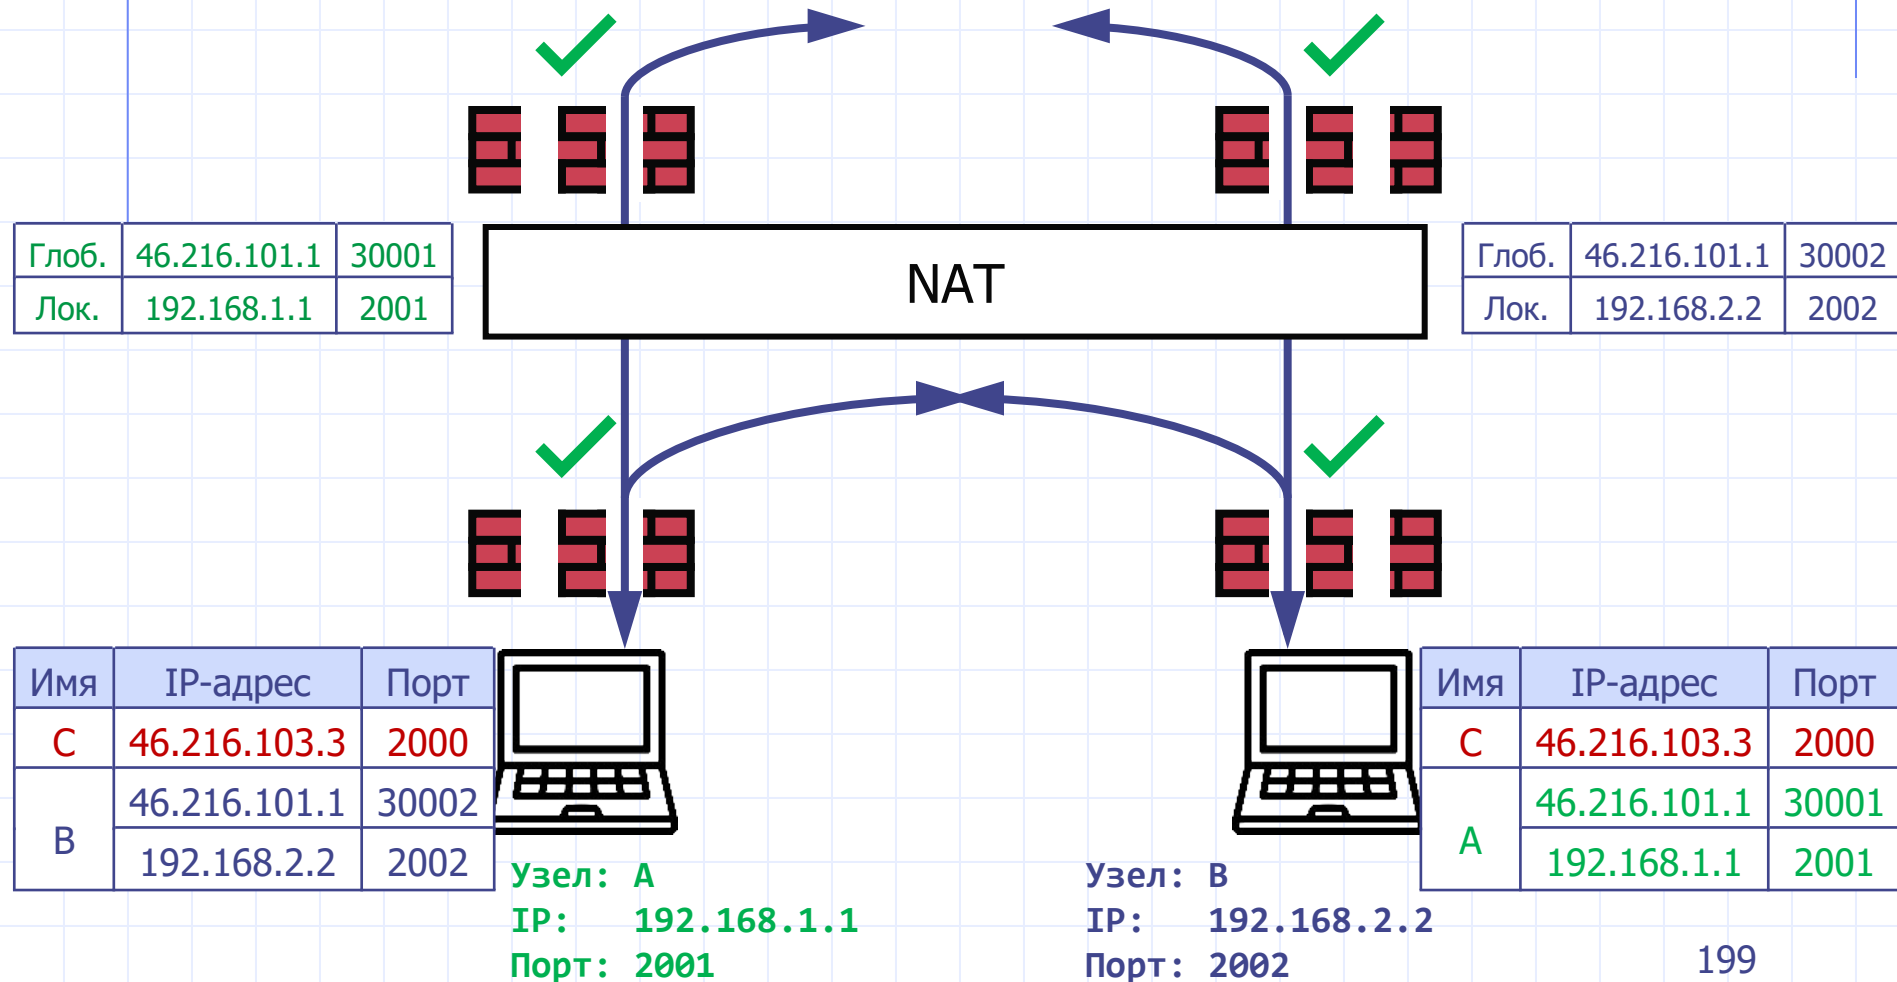 Глоб. 46.216.101.1 30001
Лок. 192.168.1.1 2001
NAT
Глоб. 46.216.101.1 30002
Лок. 192.168.2.2 2002
Имя IP-адрес Порт
C 46.216.103.3 2000
B 46.216.101.1 30002
192.168.2.2 2002
Имя IP-адрес Порт
C 46.216.103.3 2000
A 46.216.101.1 30001
192.168.1.1 2001
Узел: A
IP: 192.168.1.1
Порт: 2001
Узел: B
IP: 192.168.2.2
Порт: 2002
199